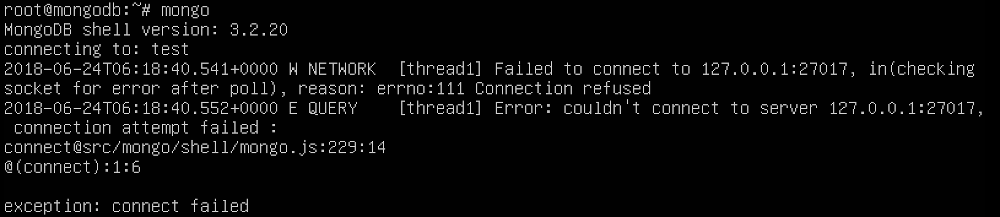 root@mongodb:~# mongo
MongoDB shell version: 3.2.20
connecting to: test
2018-06-24T06:18:40.541+0000 W NETWORK  [thread1] Failed to connect to 127.0.0.1:27017, in(checking
socket for error after poll), reason: errno:111 Connection refused
2018-06-24T06:18:40.552+0000 E QUERY    [thread1] Error: couldn't connect to server 127.0.0.1:27017,
 connection attempt failed :
connect@src/mongo/shell/mongo.js:229:14
@(connect):1:6

exception: connect failed